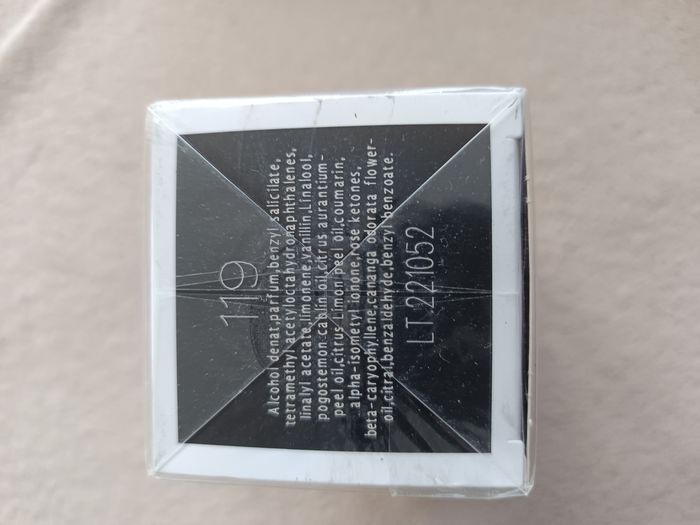 119
Alcohol denat,parfum,benzyl salicilate,
tetramethyl acetyloctahydronaphthalenes,
linalyl acetate,limonene,vanillin,Linalool,
pogostemon cablin oil,citrus aurantium-
peel oil,citrus Limon peel oil,coumarin,
alpha-isometyl ionone,rose ketones,
beta-caryophyllene,cananga odorata flower-
oil,citral,benzaldehyde,benzyl benzoate.
LT 221052